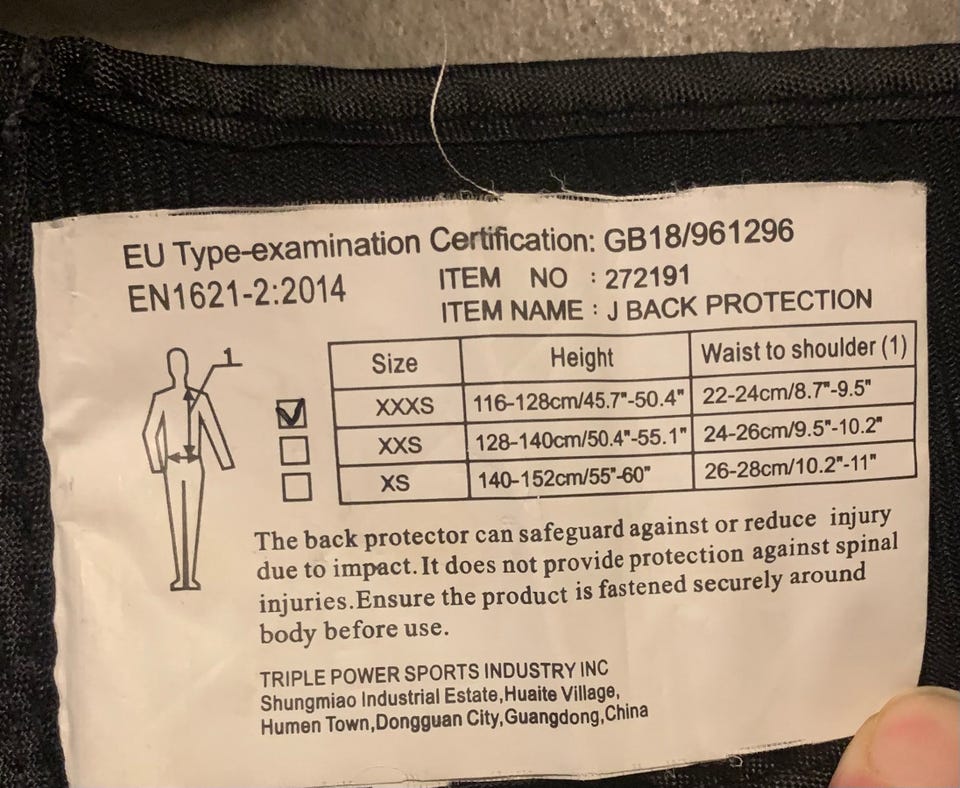 EU Type-examination Certification: GB18/961296
EN1621-2:2014
ITEM NO : 272191
ITEM NAME : J BACK PROTECTION
1
Size Height Waist to shoulder (1)
XXXS 116-128cm/45.7"-50.4" 22-24cm/8.7"-9.5"
XXS 128-140cm/50.4"-55.1" 24-26cm/9.5"-10.2"
XS 140-152cm/55"-60" 26-28cm/10.2"-11"
The back protector can safeguard against or reduce injury
due to impact. It does not provide protection against spinal
injuries. Ensure the product is fastened securely around
body before use.
TRIPLE POWER SPORTS INDUSTRY INC
Shungmiao Industrial Estate, Huaite Village,
Humen Town, Dongguan City, Guangdong, China